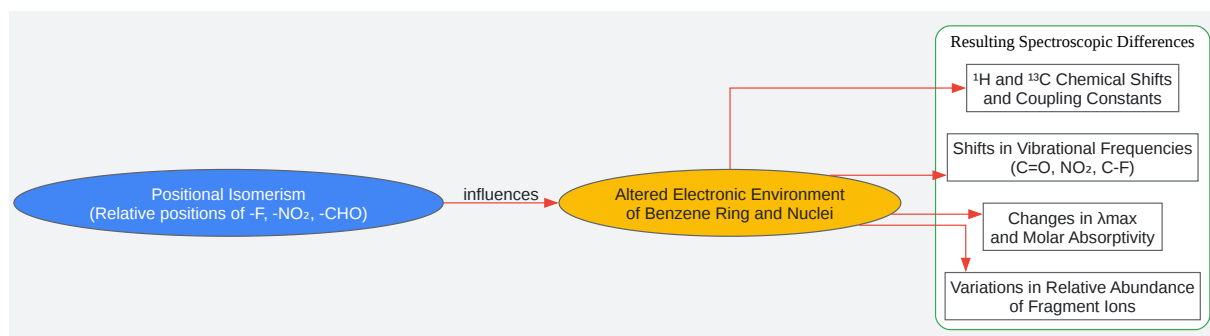 Positional Isomerism
(Relative positions of -F, -NO₂, -CHO)
influences
Altered Electronic Environment
of Benzene Ring and Nuclei
Resulting Spectroscopic Differences
¹H and ¹³C Chemical Shifts
and Coupling Constants
Shifts in Vibrational Frequencies
(C=O, NO₂, C-F)
Changes in λmax
and Molar Absorptivity
Variations in Relative Abundance
of Fragment Ions